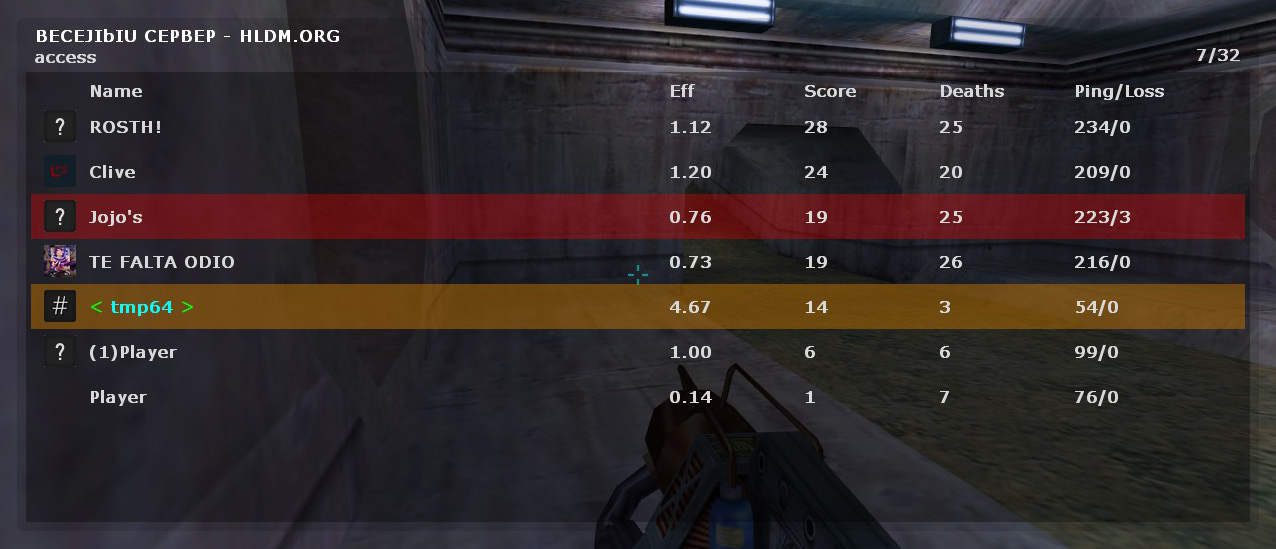 BECEJIbIU CEPBEP - HLDM.ORG
access 7/32
Name Eff Score Deaths Ping/Loss
? ROSTH! 1.12 28 25 234/0
Clive 1.20 24 20 209/0
? Jojo's 0.76 19 25 223/3
TE FALTA ODIO 0.73 19 26 216/0
# < tmp64 > 4.67 14 3 54/0
? (1)Player 1.00 6 6 99/0
Player 0.14 1 7 76/0